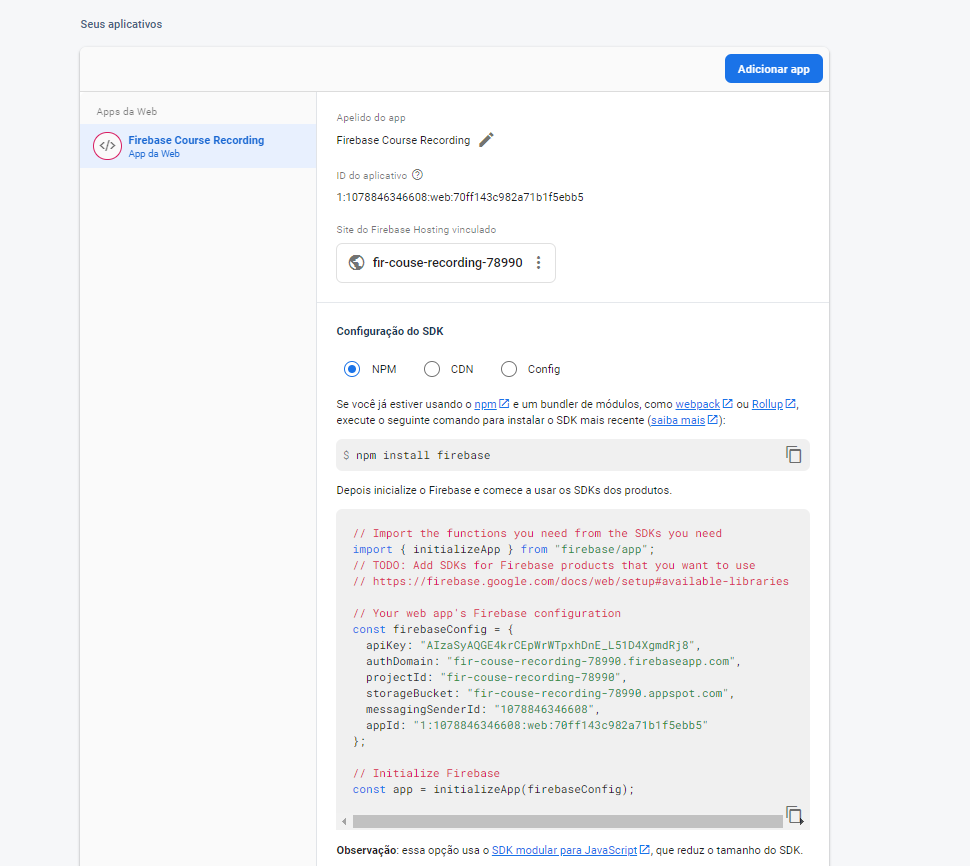 Seus aplicativos
Adicionar app
Apps da Web
Firebase Course Recording
App da Web
Apelido do app
Firebase Course Recording
ID do aplicativo
1:1078846346608:web:70ff143c982a71b1f5ebb5
Site do Firebase Hosting vinculado
fir-couse-recording-78990
Configuração do SDK
NPM CDN Config
Se você já estiver usando o npm e um bundler de módulos, como webpack ou Rollup,
execute o seguinte comando para instalar o SDK mais recente (saiba mais):
$ npm install firebase
Depois inicialize o Firebase e comece a usar os SDKs dos produtos.
// Import the functions you need from the SDKs you need
import { initializeApp } from "firebase/app";
// TODO: Add SDKs for Firebase products that you want to use
// https://firebase.google.com/docs/web/setup#available-libraries
// Your web app's Firebase configuration
const firebaseConfig = {
apiKey: "AIzaSyAQGE4krCEpWrWTpxhDnE_L51D4XgmdRj8",
authDomain: "fir-couse-recording-78990.firebaseapp.com",
projectId: "fir-couse-recording-78990",
storageBucket: "fir-couse-recording-78990.appspot.com",
messagingSenderId: "1078846346608",
appId: "1:1078846346608:web:70ff143c982a71b1f5ebb5"
};
// Initialize Firebase
const app = initializeApp(firebaseConfig);
Observação: essa opção usa o SDK modular para JavaScript, que reduz o tamanho do SDK.